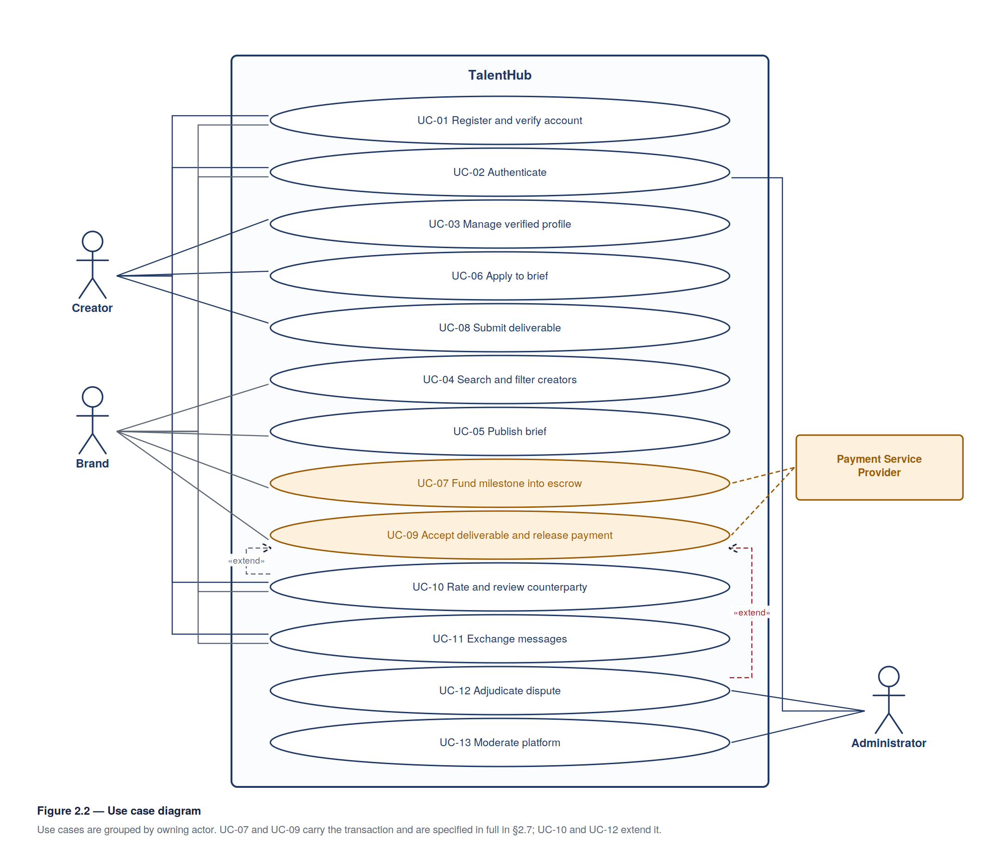 TalentHub
UC-01 Register and verify account
UC-02 Authenticate
UC-03 Manage verified profile
UC-06 Apply to brief
Creator
UC-08 Submit deliverable
UC-04 Search and filter creators
UC-05 Publish brief
Brand
Payment Service
Provider
UC-07 Fund milestone into escrow
UC-09 Accept deliverable and release payment
«extend»
UC-10 Rate and review counterparty
«extend»
UC-11 Exchange messages
UC-12 Adjudicate dispute
UC-13 Moderate platform
Administrator
Figure 2.2 — Use case diagram
Use cases are grouped by owning actor. UC-07 and UC-09 carry the transaction and are specified in full in §2.7; UC-10 and UC-12 extend it.